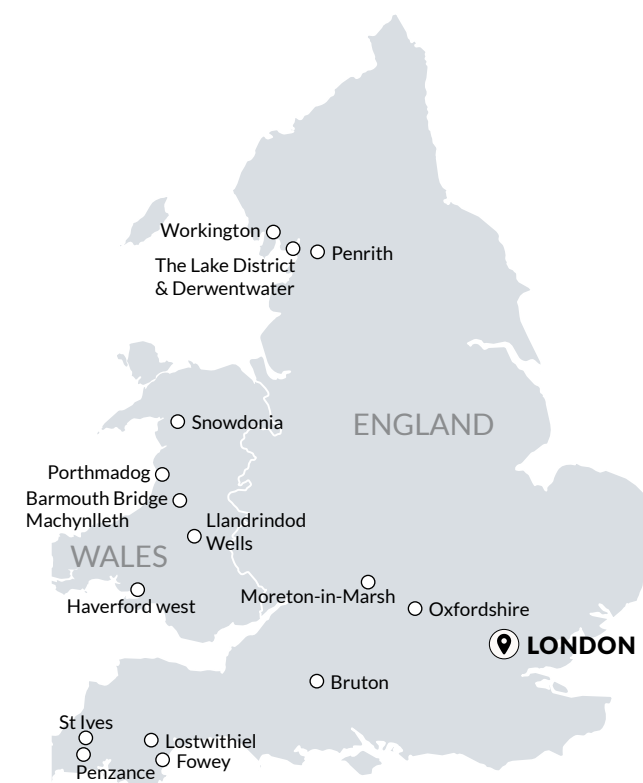 Workington
Penrith
The Lake District
& Derwentwater
Snowdonia
ENGLAND
Porthmadog
Barmouth Bridge
Machynlleth
Llandrindod
Wells
WALES
Haverford west
Moreton-in-Marsh
Oxfordshire
LONDON
Bruton
St Ives
Lostwithiel
Fowey
Penzance